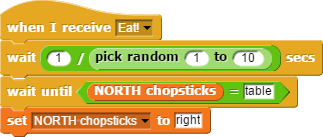 when I receive Eat!
wait 1 / pick random 1 to 10 secs
wait until NORTH chopsticks = table
set NORTH chopsticks to right